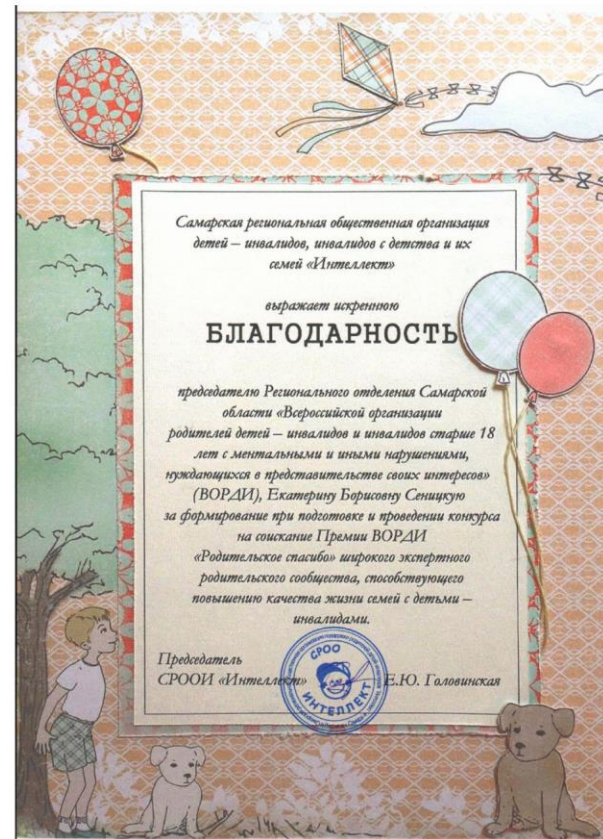 Самарская региональная общественная организация
детей – инвалидов, инвалидов с детства и их
семей «Интеллект»
выражает искреннюю
БЛАГОДАРНОСТЬ
председателю Регионального отделения Самарской
области «Всероссийской организации
родителей детей – инвалидов и инвалидов старше 18
лет с ментальными и иными нарушениями,
нуждающихся в представительстве своих интересов»
(ВОРДИ), Екатерину Борисовну Сеницкую
за формирование при подготовке и проведении конкурса
на соискание Премии ВОРДИ
«Родительское спасибо» широкого экспертного
родительского сообщества, способствующего
повышению качества жизни семей с детьми –
инвалидами.
Председатель
СРООИ «Интеллект» Е.Ю. Головинская
СРОО
ИНТЕЛЛЕКТ